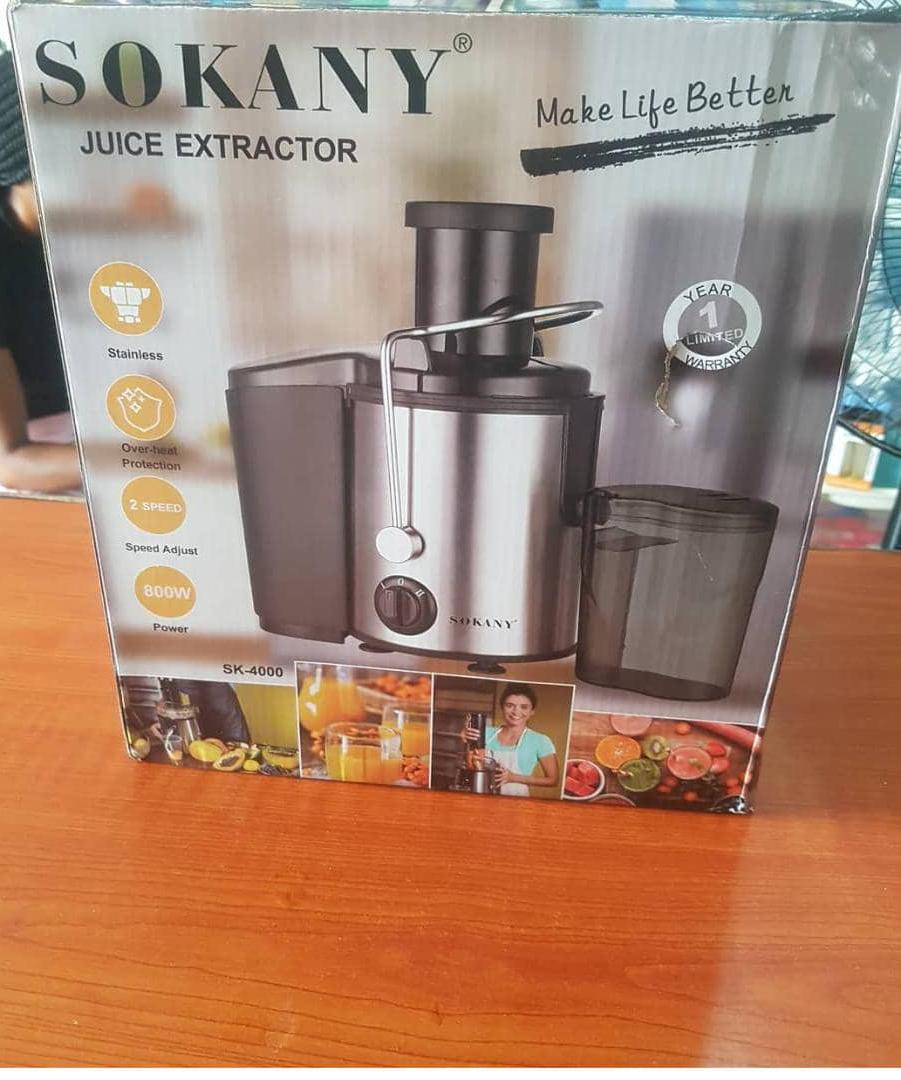 SOKANY®
JUICE EXTRACTOR
Make Life Better
Stainless
Over-heat
Protection
2 SPEED
Speed Adjust
800W
Power
YEAR
1
LIMITED
WARRANTY
I O II
SOKANY
SK-4000